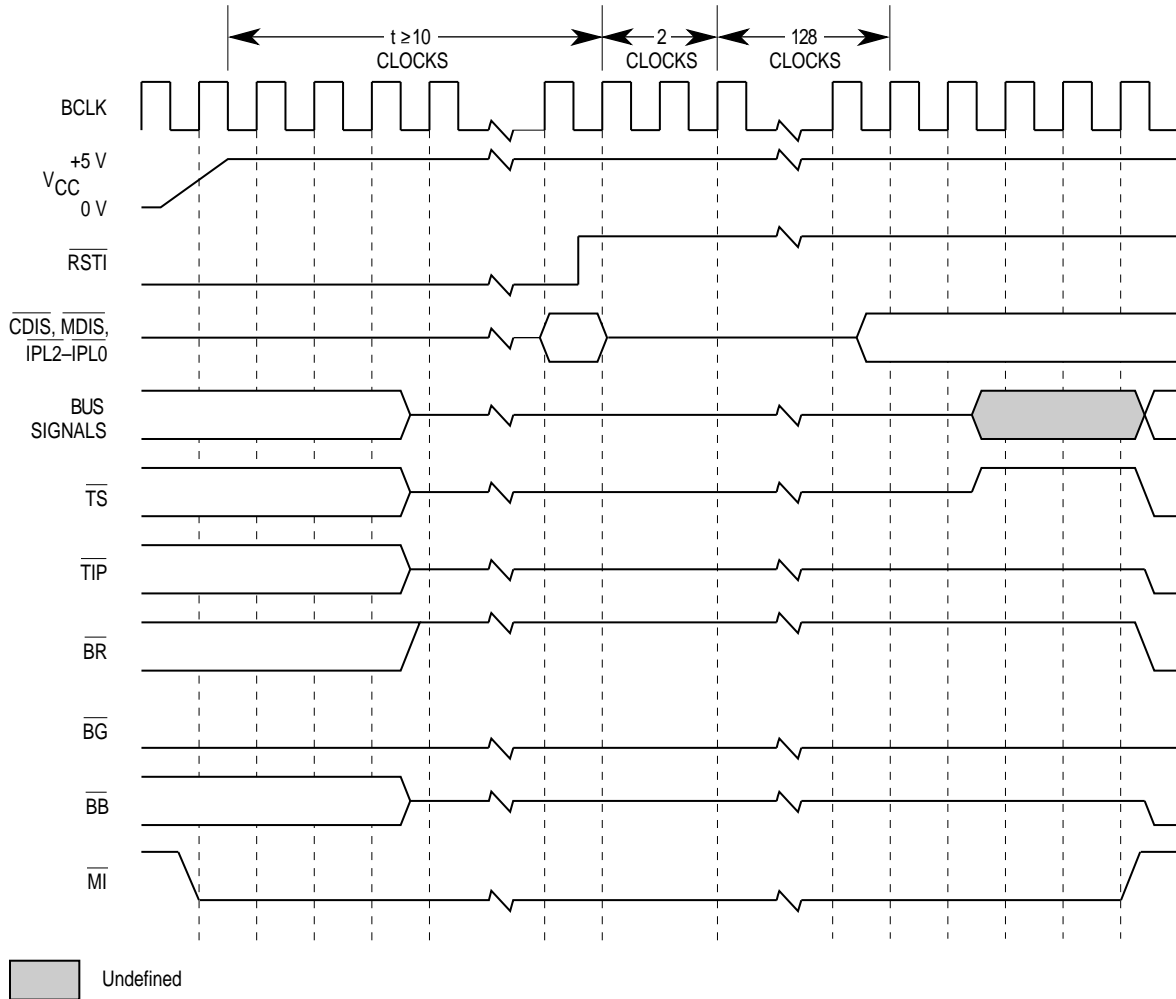 t ≥10
CLOCKS
2
CLOCKS
128
CLOCKS
BCLK
+5 V
VCC
0 V
RSTI
CDIS, MDIS,
IPL2–IPL0
BUS
SIGNALS
TS
TIP
BR
BG
BB
MI
Undefined